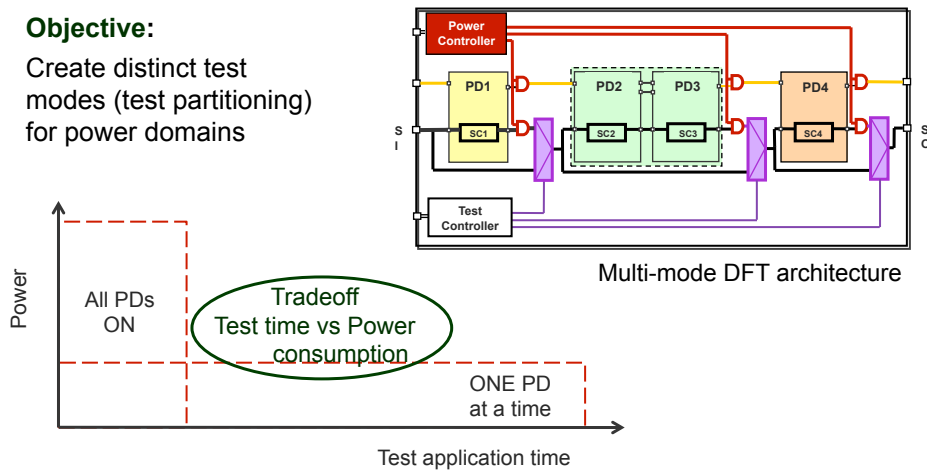 Objective:
Create distinct test
modes (test partitioning)
for power domains
Power
Controller
PD1
PD2
PD3
PD4
S
I
SC1
SC2
SC3
SC4
S
O
Test
Controller
Multi-mode DFT architecture
Power
All PDs
ON
Tradeoff
Test time vs Power
consumption
ONE PD
at a time
Test application time